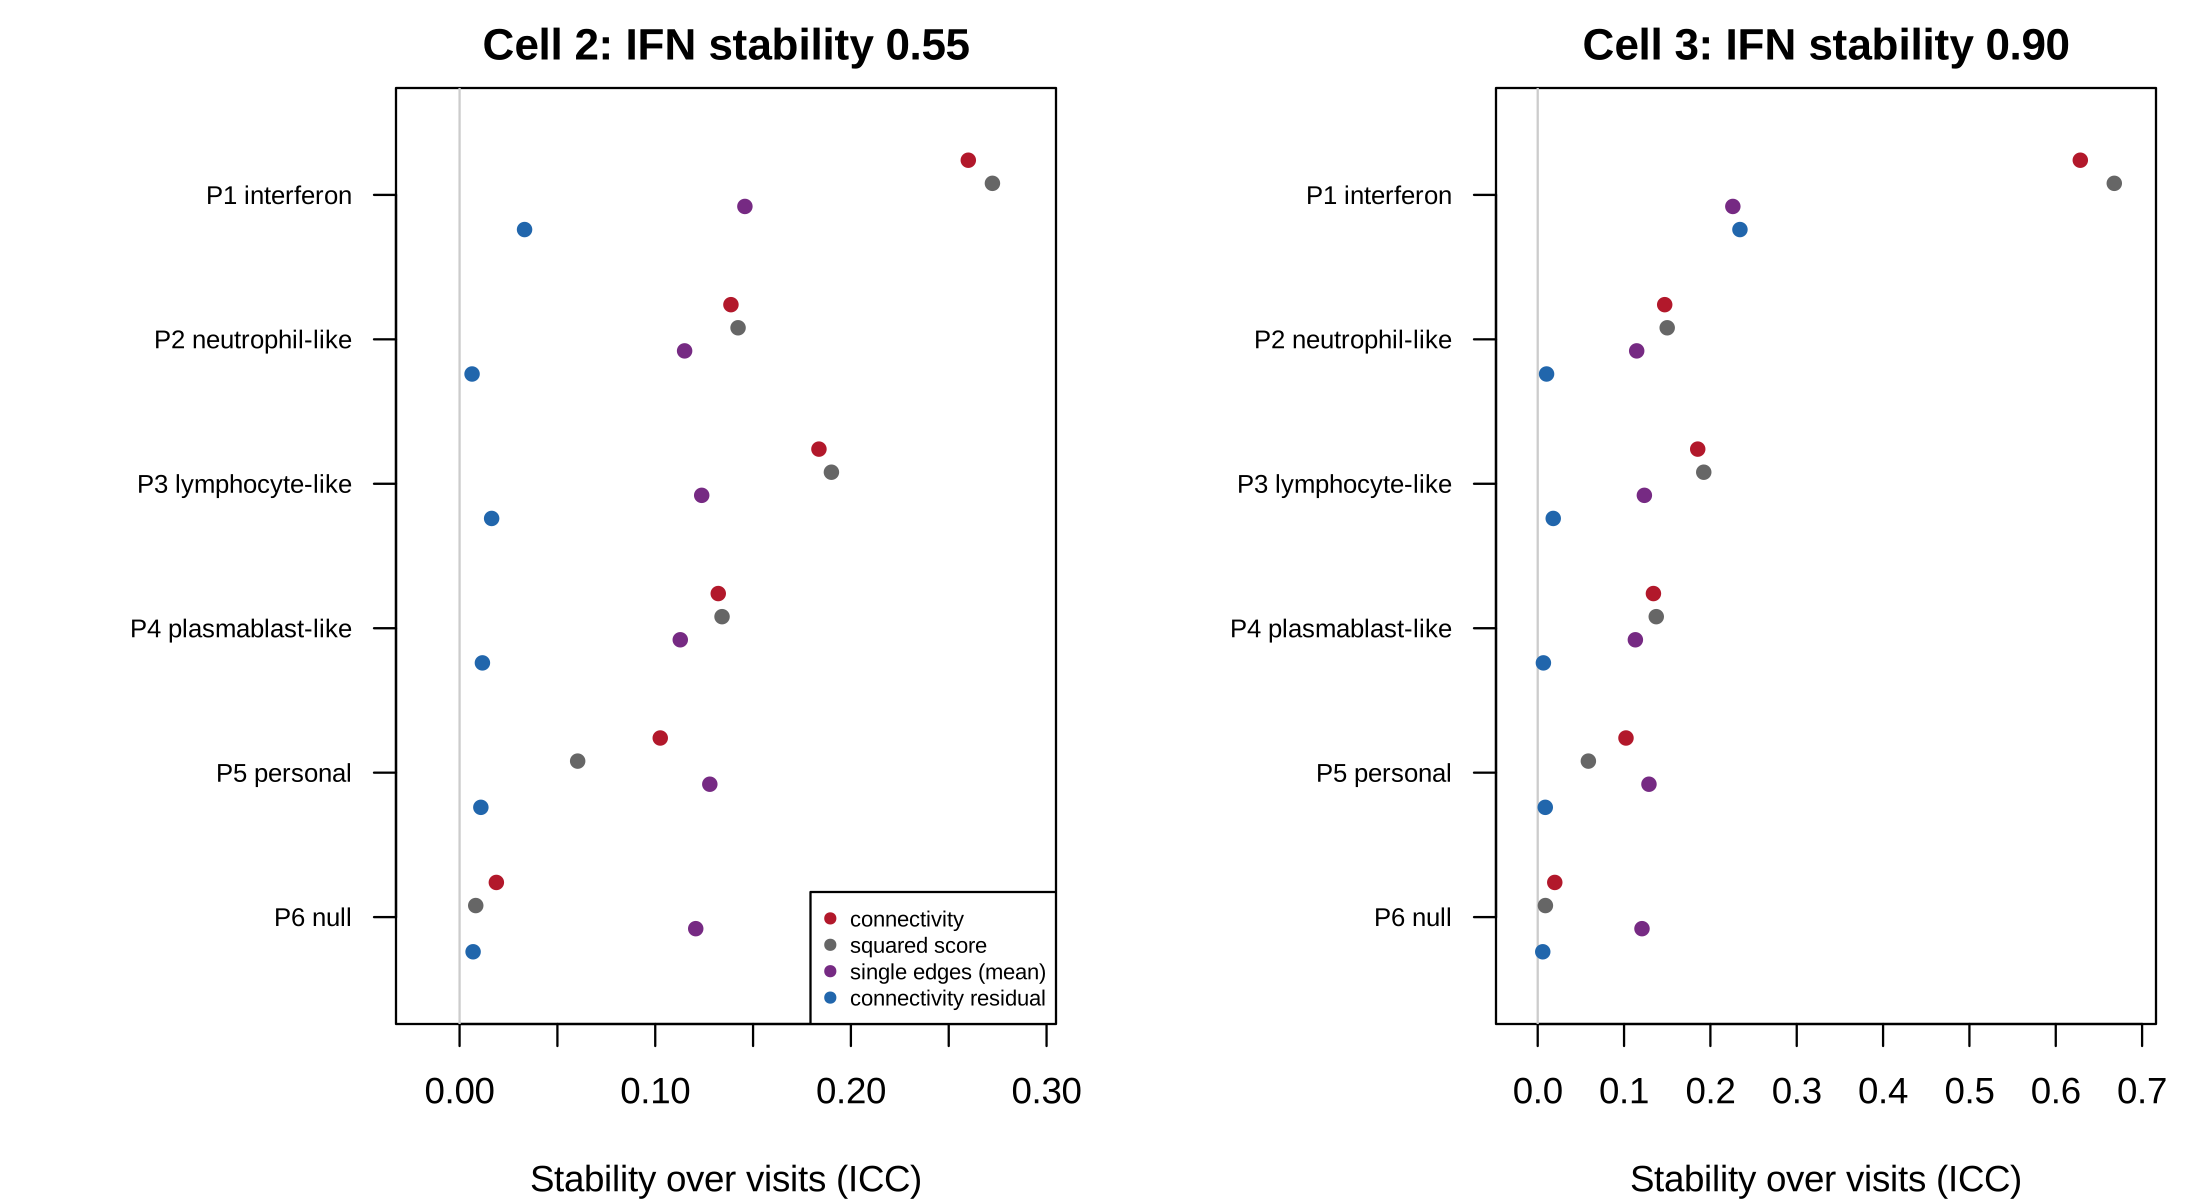 Cell 2: IFN stability 0.55
P1 interferon
P2 neutrophil-like
P3 lymphocyte-like
P4 plasmablast-like
P5 personal
P6 null
connectivity
squared score
single edges (mean)
connectivity residual
0.00 0.10 0.20 0.30
Stability over visits (ICC)
Cell 3: IFN stability 0.90
P1 interferon
P2 neutrophil-like
P3 lymphocyte-like
P4 plasmablast-like
P5 personal
P6 null
0.0 0.1 0.2 0.3 0.4 0.5 0.6 0.7
Stability over visits (ICC)